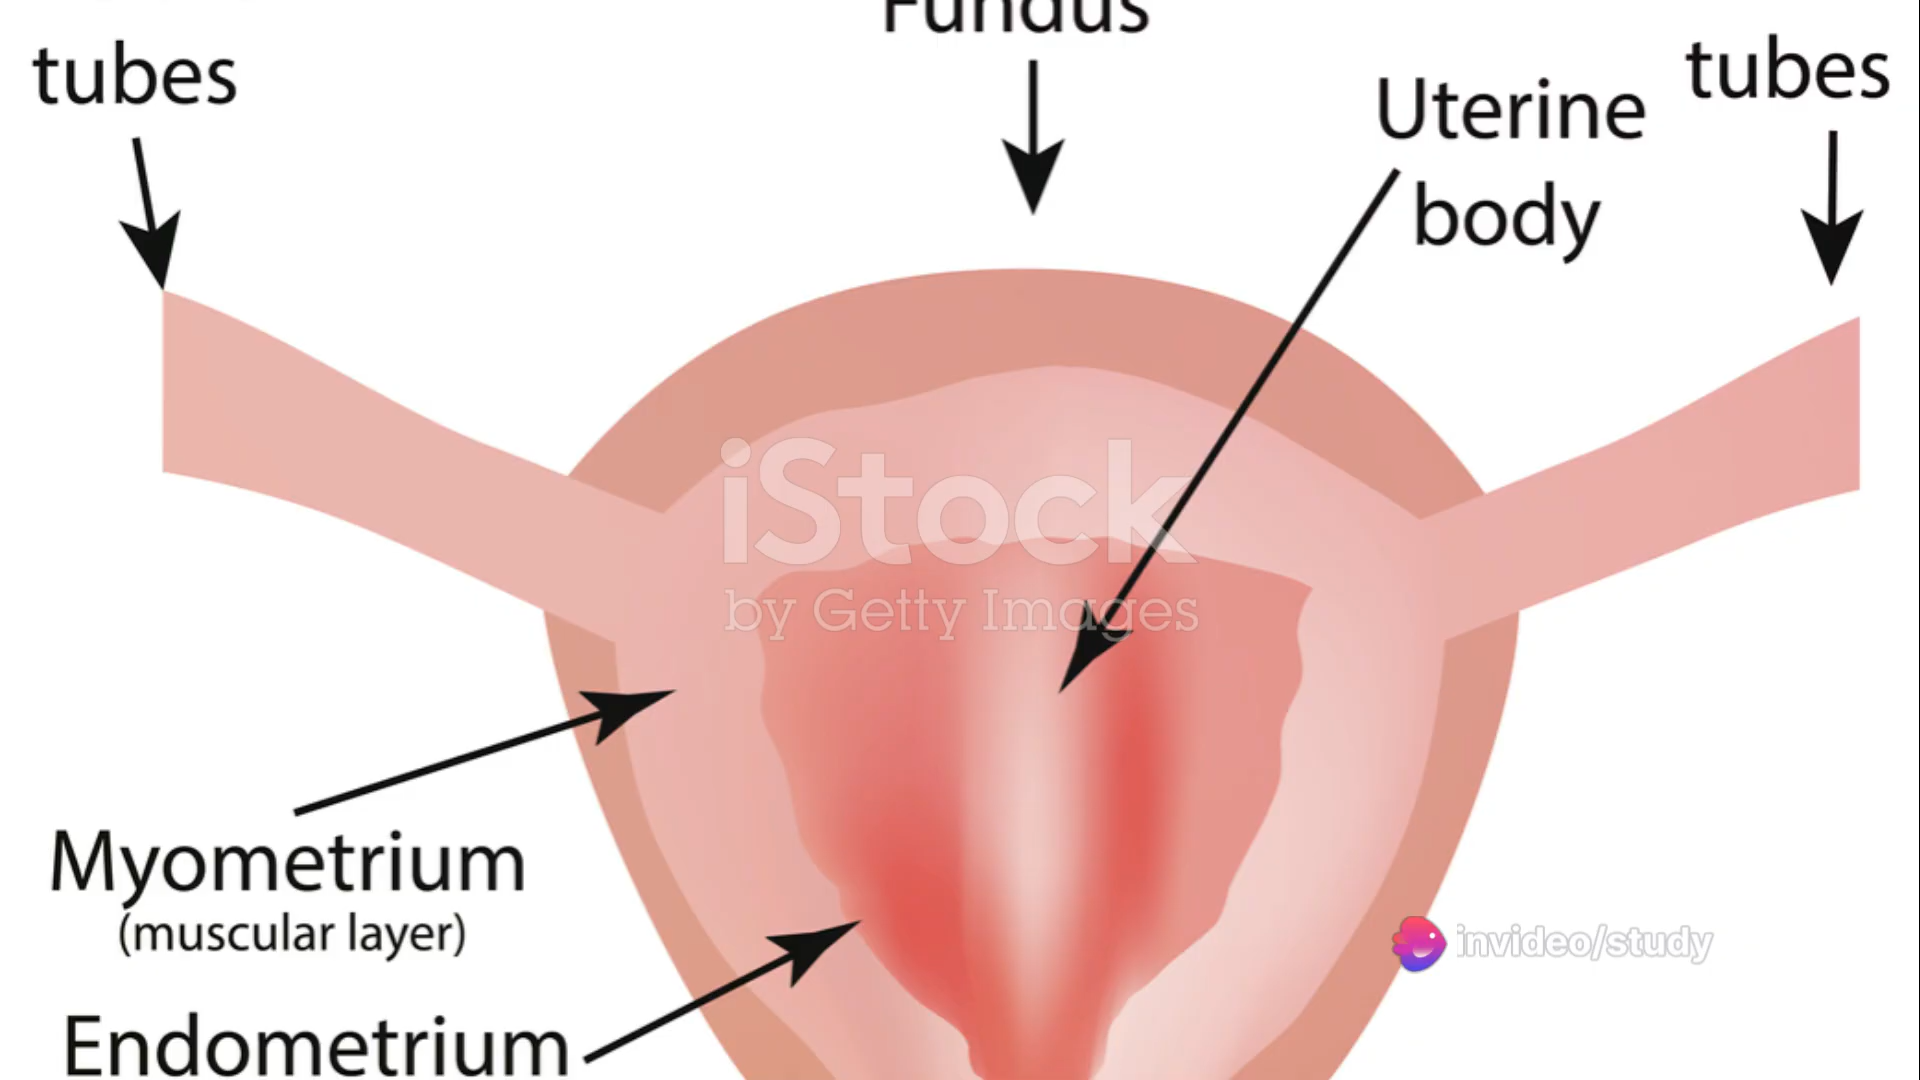 Fundus
tubes
tubes
Uterine
body
iStock
by Getty Images
Myometrium
(muscular layer)
invideo/study
Endometrium